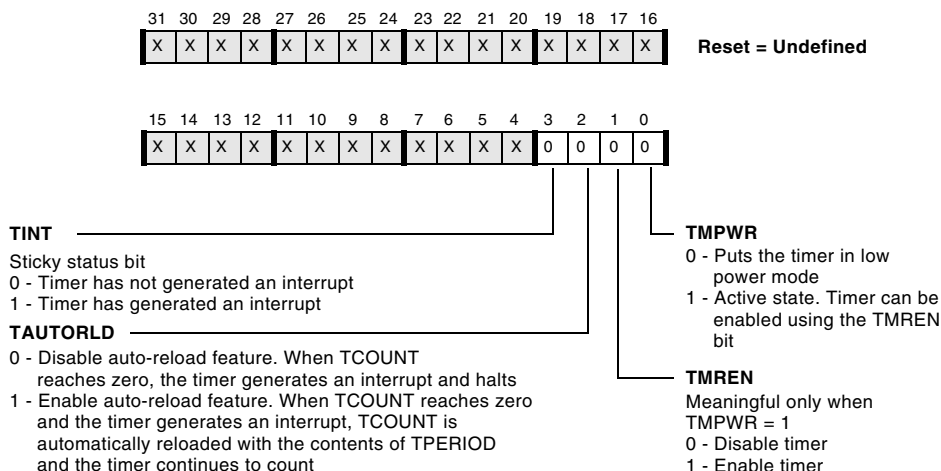 31 30 29 28 27 26 25 24 23 22 21 20 19 18 17 16
X X X X X X X X X X X X X X X X
Reset = Undefined
15 14 13 12 11 10 9 8 7 6 5 4 3 2 1 0
X X X X X X X X X X X X 0 0 0 0
TINT
Sticky status bit
0 - Timer has not generated an interrupt
1 - Timer has generated an interrupt
TAUTORLD
0 - Disable auto-reload feature. When TCOUNT
reaches zero, the timer generates an interrupt and halts
1 - Enable auto-reload feature. When TCOUNT reaches zero
and the timer generates an interrupt, TCOUNT is
automatically reloaded with the contents of TPERIOD
and the timer continues to count
TMPWR
0 - Puts the timer in low
power mode
1 - Active state. Timer can be
enabled using the TMREN
bit
TMREN
Meaningful only when
TMPWR = 1
0 - Disable timer
1 - Enable timer